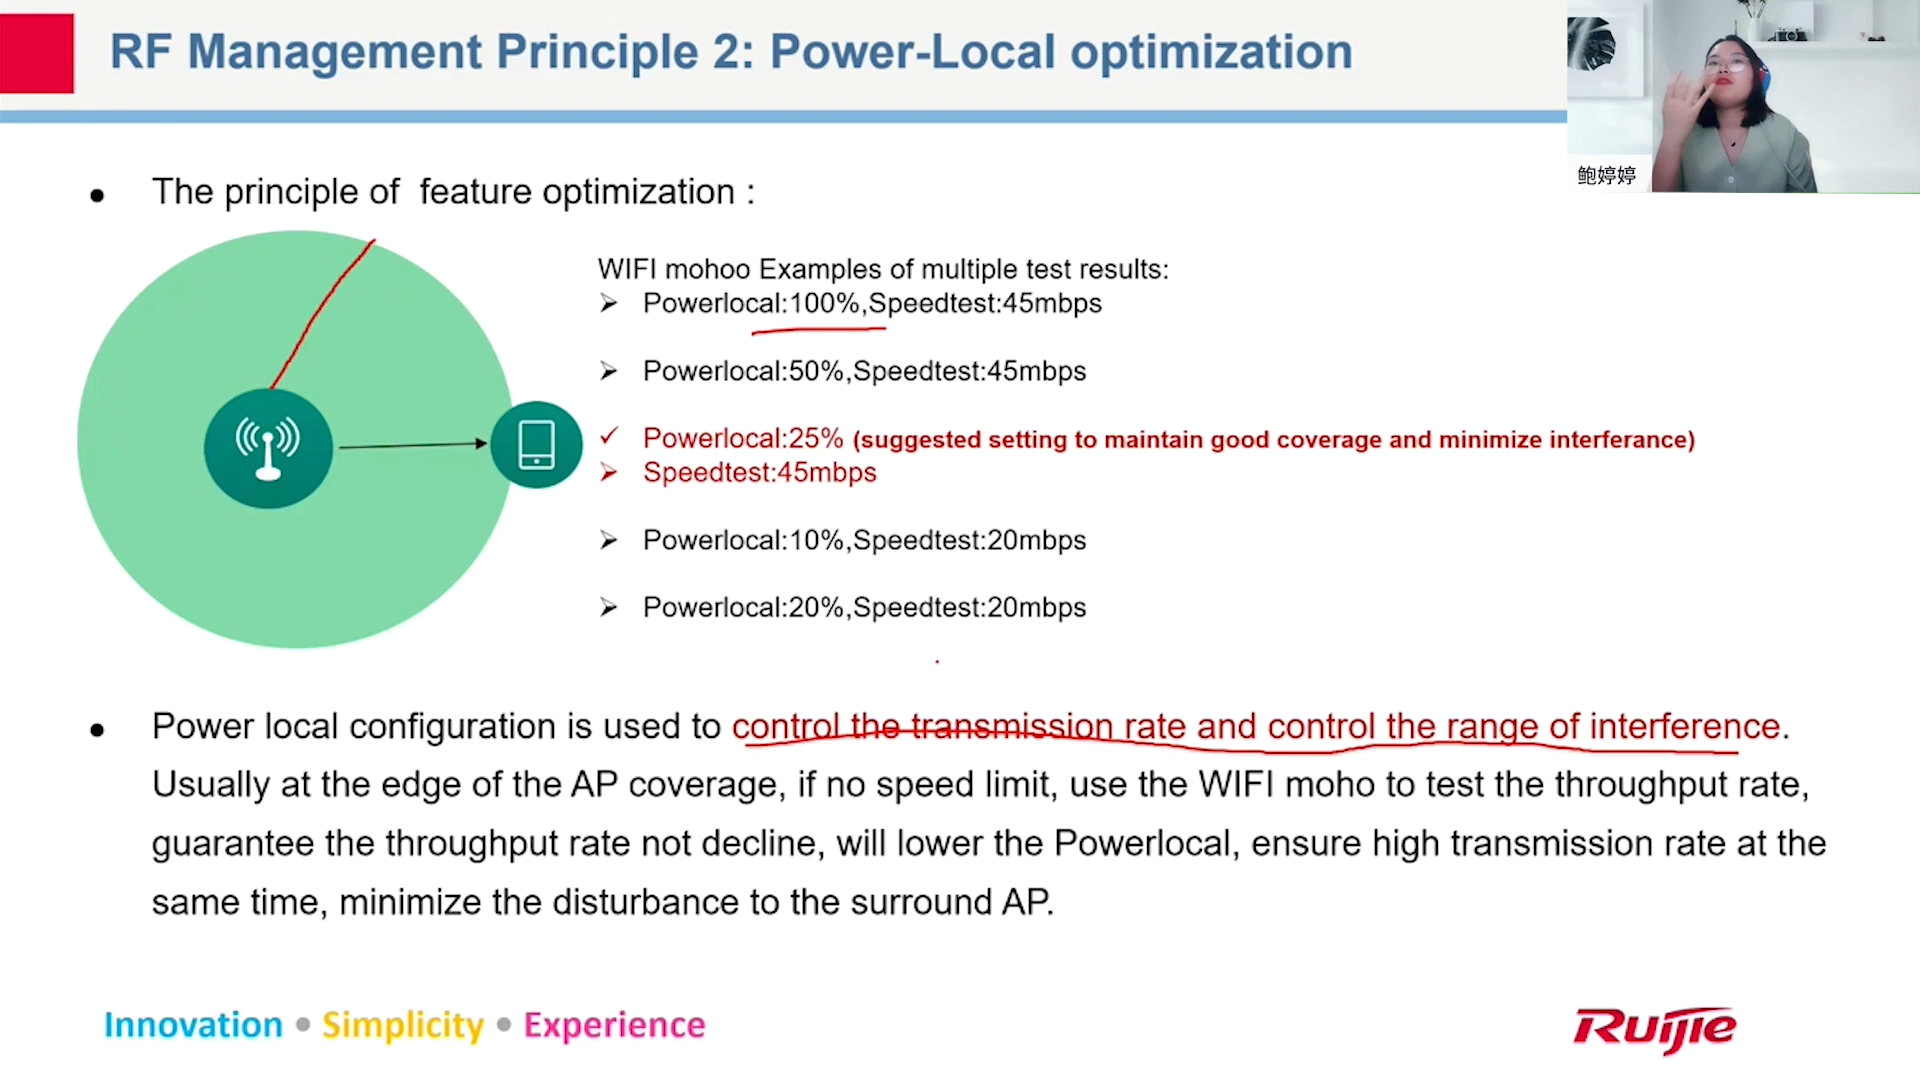 RF Management Principle 2: Power-Local optimization
鲍婷婷
The principle of feature optimization :
WIFI mohoo Examples of multiple test results:
Powerlocal:100%,Speedtest:45mbps
Powerlocal:50%,Speedtest:45mbps
Powerlocal:25% (suggested setting to maintain good coverage and minimize interferance)
Speedtest:45mbps
Powerlocal:10%,Speedtest:20mbps
Powerlocal:20%,Speedtest:20mbps
Power local configuration is used to control the transmission rate and control the range of interference.
Usually at the edge of the AP coverage, if no speed limit, use the WIFI moho to test the throughput rate,
guarantee the throughput rate not decline, will lower the Powerlocal, ensure high transmission rate at the
same time, minimize the disturbance to the surround AP.
Innovation • Simplicity • Experience
Ruijie